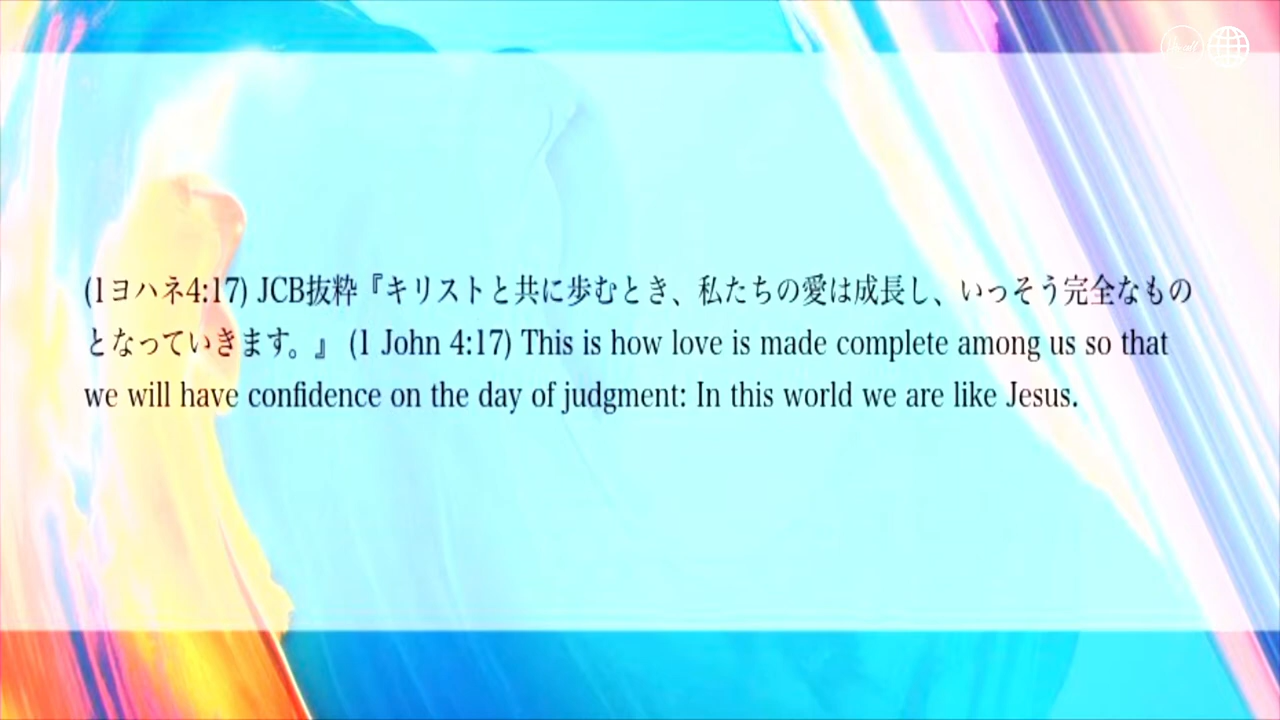 (1ヨハネ4:17) JCB抜粋『キリストと共に歩むとき、私たちの愛は成長し、いっそう完全なもの
となっていきます。』 (1 John 4:17) This is how love is made complete among us so that
we will have confidence on the day of judgment: In this world we are like Jesus.